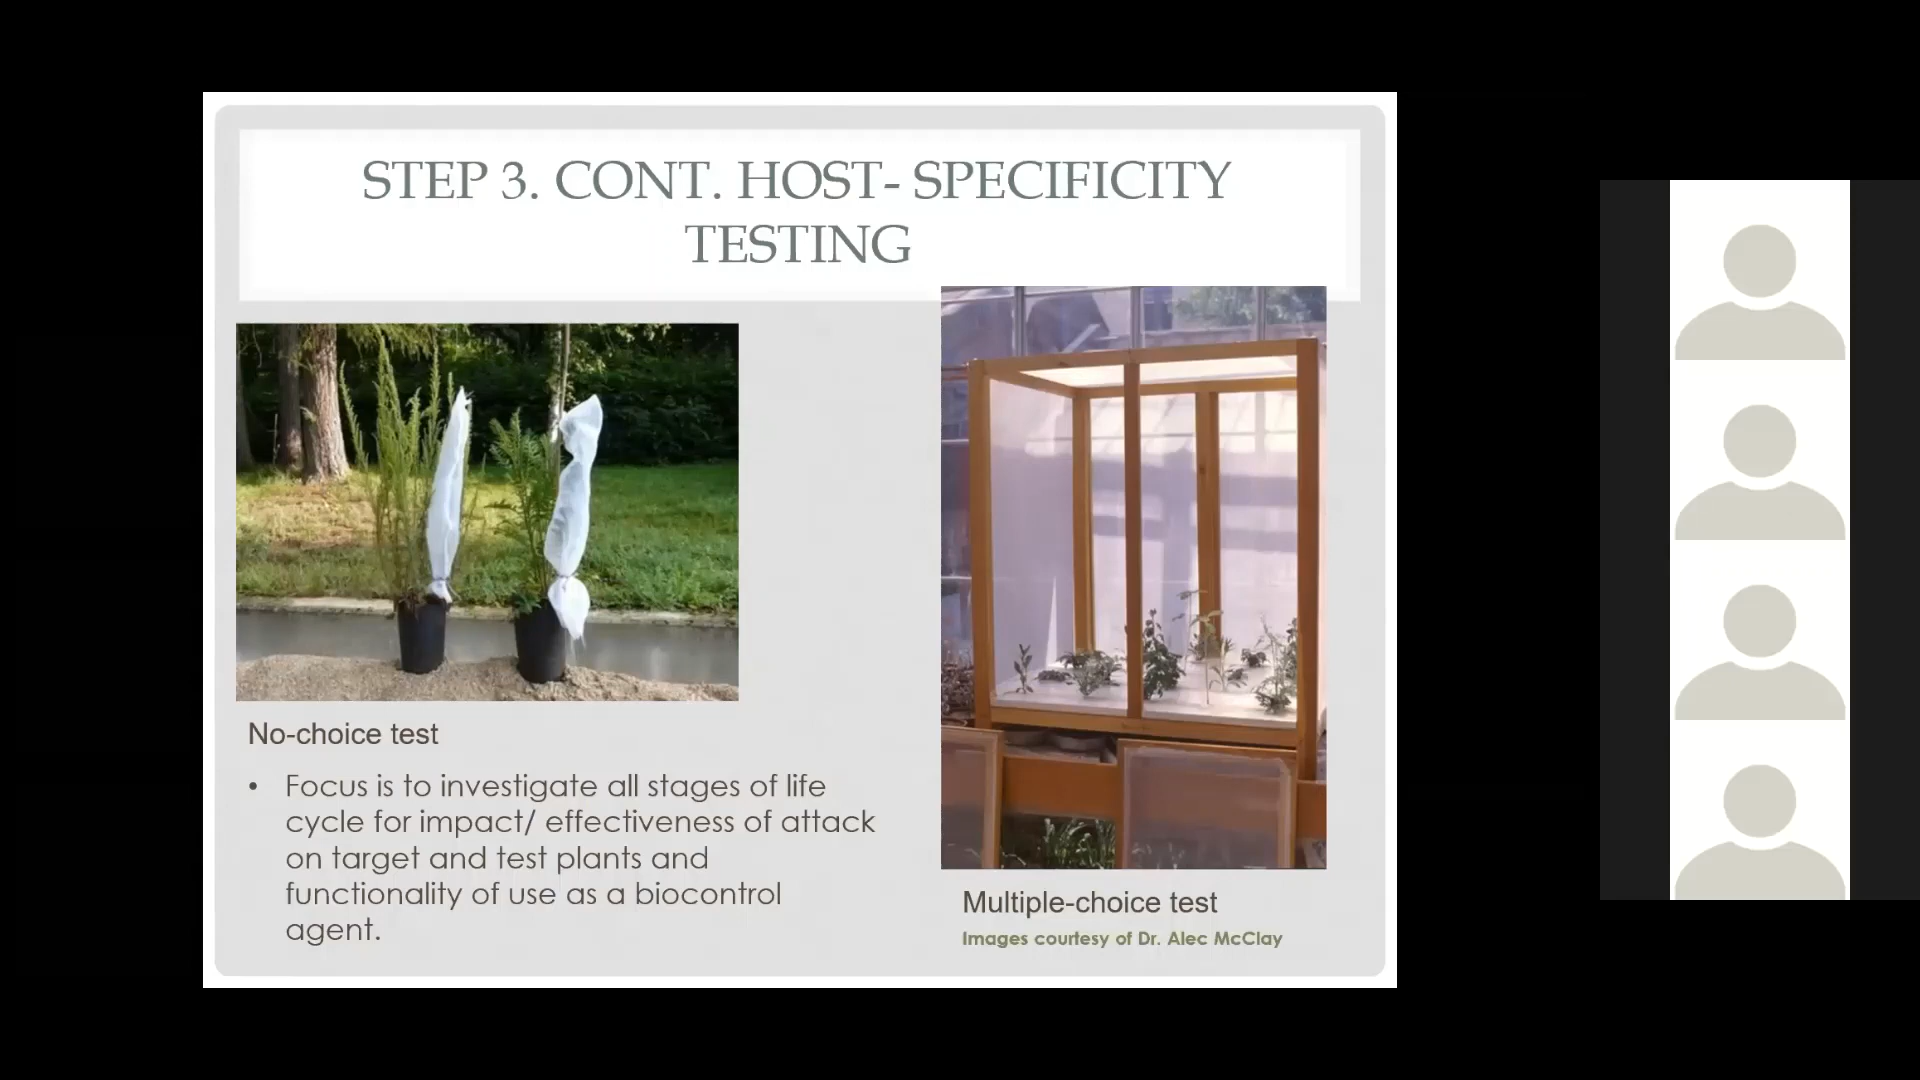 STEP 3. CONT. HOST- SPECIFICITY
TESTING
No-choice test
• Focus is to investigate all stages of life
cycle for impact/ effectiveness of attack
on target and test plants and
functionality of use as a biocontrol
agent.
Multiple-choice test
Images courtesy of Dr. Alec McClay